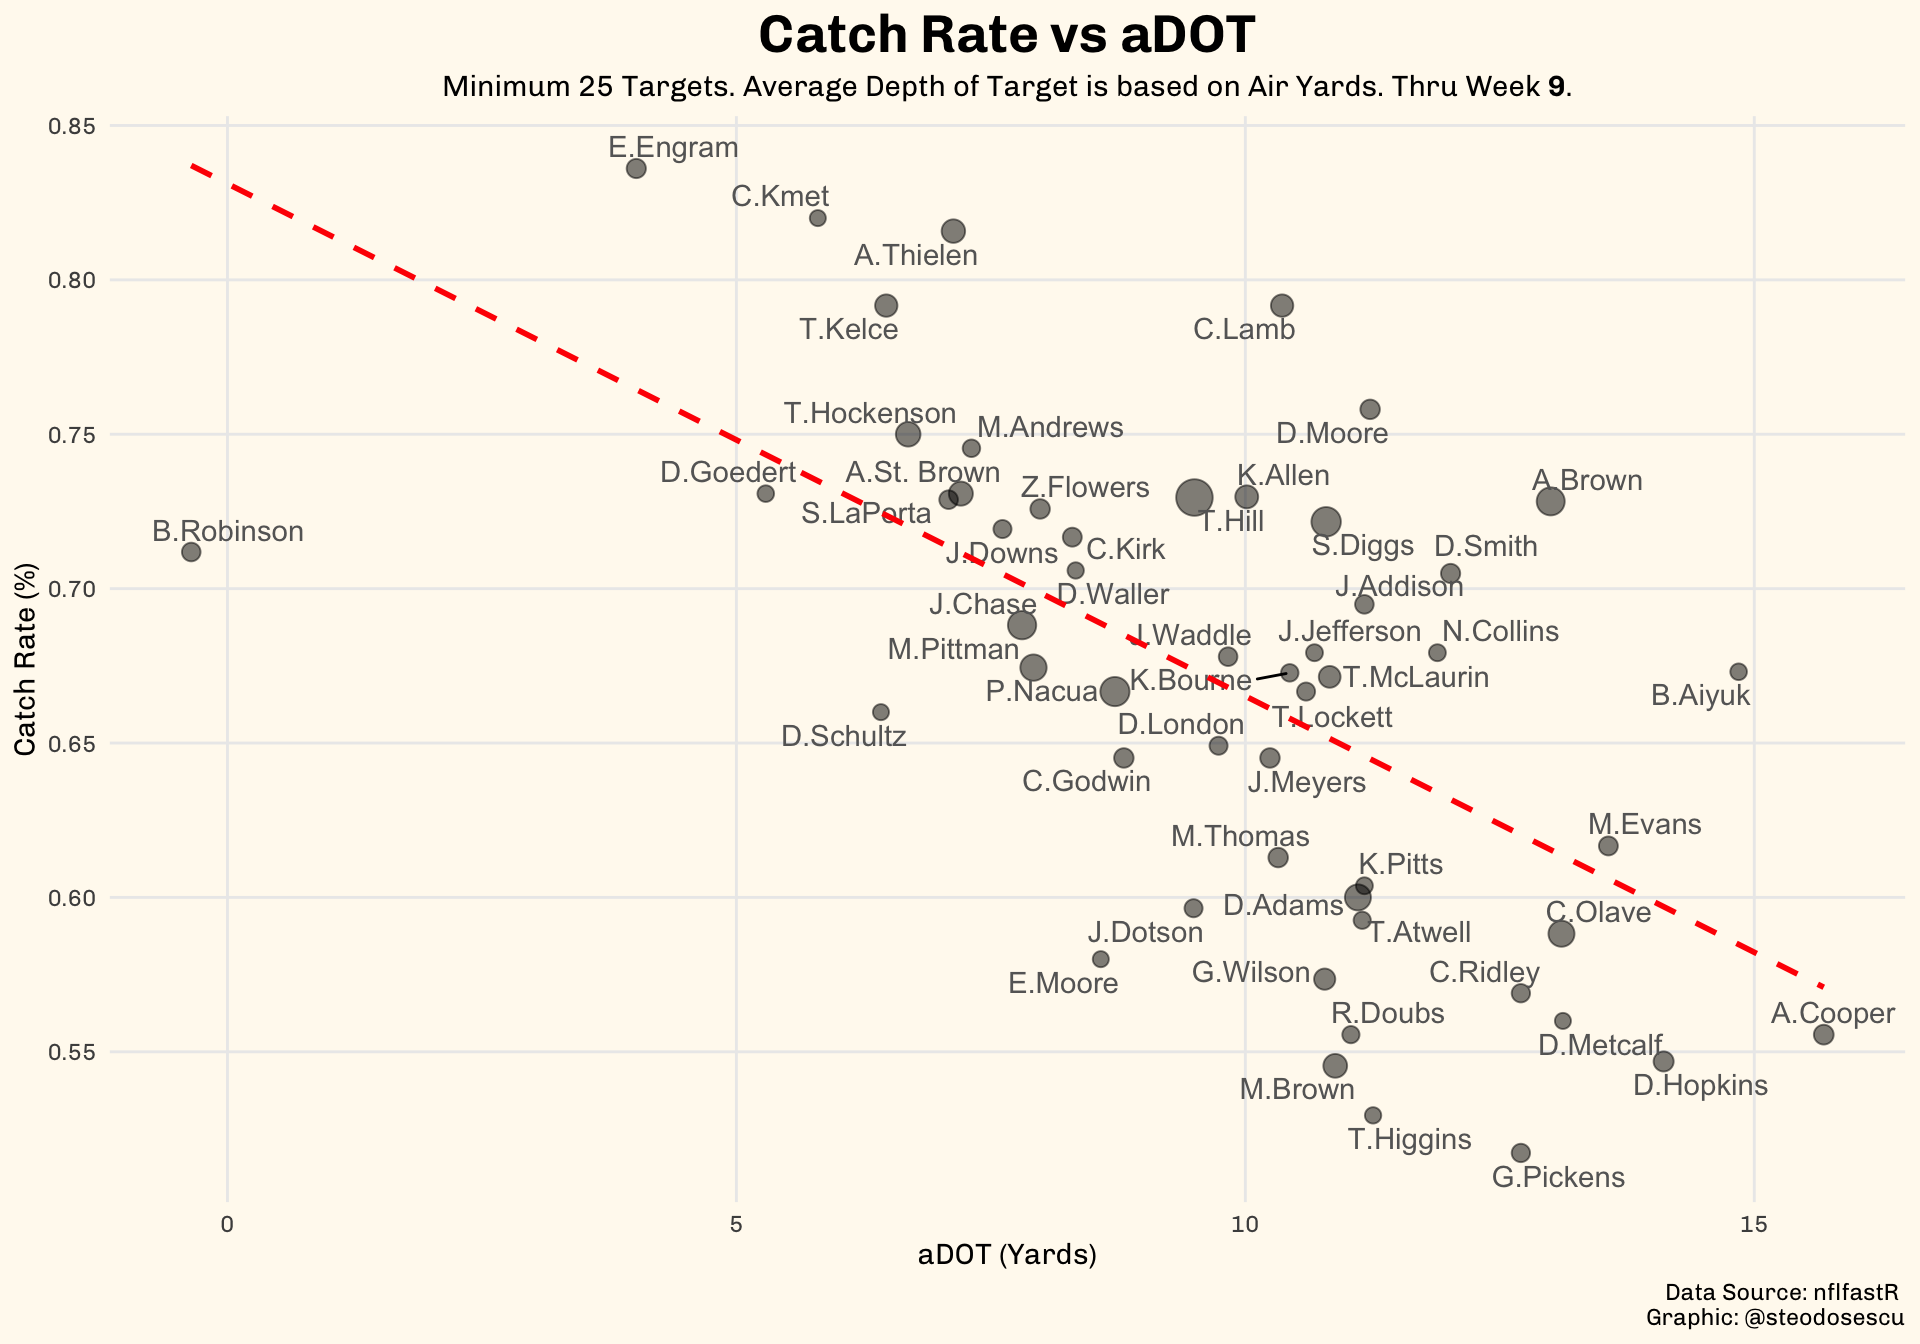 Catch Rate vs aDOT
Minimum 25 Targets. Average Depth of Target is based on Air Yards. Thru Week 9.
0.85
E.Engram
C.Kmet
A.Thielen
0.80
T.Kelce
C.Lamb
T.Hockenson
M.Andrews
D.Moore
0.75
D.Goedert
A.St. Brown
K.Allen
A.Brown
Z.Flowers
S.LaPorta
T.Hill
B.Robinson
J.Downs
C.Kirk
S.Diggs
D.Smith
0.70
D.Waller
J.Addison
J.Chase
J.Waddle
J.Jefferson
N.Collins
M.Pittman
K.Bourne
T.McLaurin
P.Nacua
B.Aiyuk
D.London
T.Lockett
D.Schultz
0.65
C.Godwin
J.Meyers
M.Thomas
M.Evans
K.Pitts
0.60
D.Adams
C.Olave
J.Dotson
T.Atwell
E.Moore
G.Wilson
C.Ridley
R.Doubs
A.Cooper
0.55
D.Metcalf
M.Brown
D.Hopkins
T.Higgins
G.Pickens
Catch Rate (%)
0
5
10
15
aDOT (Yards)
Data Source: nflfastR
Graphic: @steodosescu